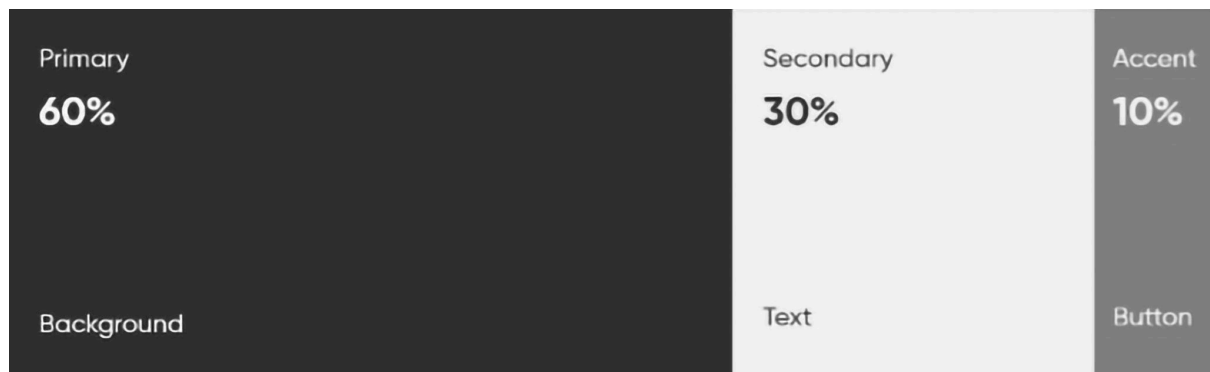 Primary
60%
Background
Secondary
30%
Text
Accent
10%
Button